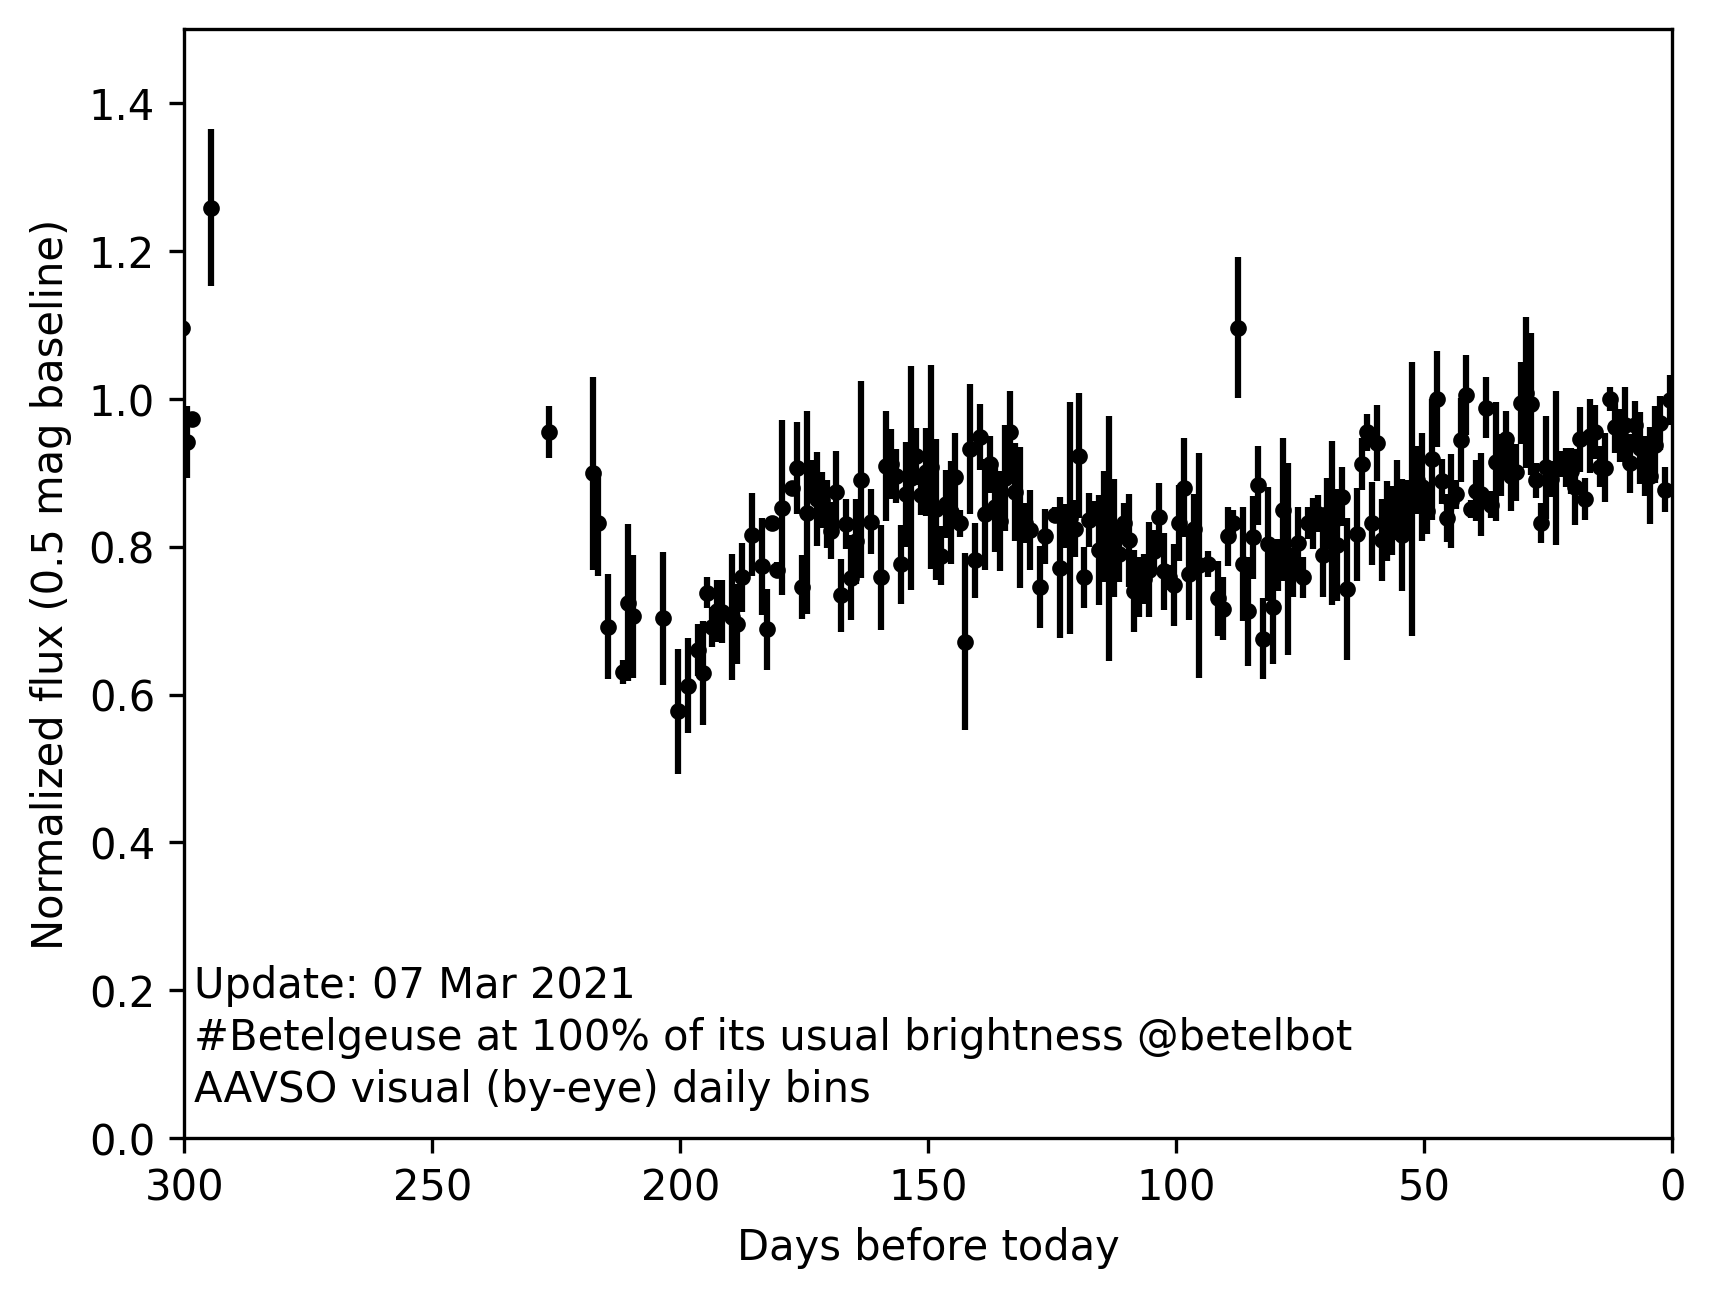 1.4
1.2
1.0
0.8
0.6
0.4
0.2
0.0
Normalized flux (0.5 mag baseline)
Update: 07 Mar 2021
#Betelgeuse at 100% of its usual brightness @betelbot
AAVSO visual (by-eye) daily bins
300 250 200 150 100 50 0
Days before today